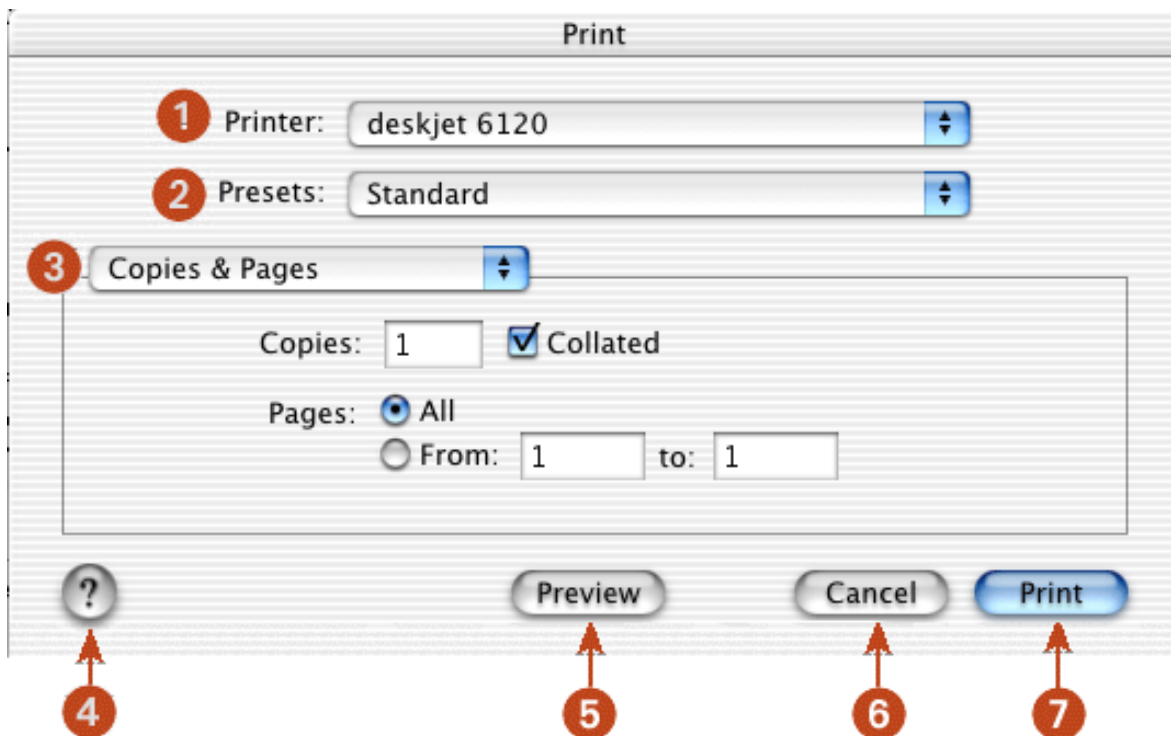 Print
1 Printer: deskjet 6120
2 Presets: Standard
3 Copies & Pages
Copies: 1 Collated
Pages: All
From: 1 to: 1
? Preview Cancel Print
4 5 6 7